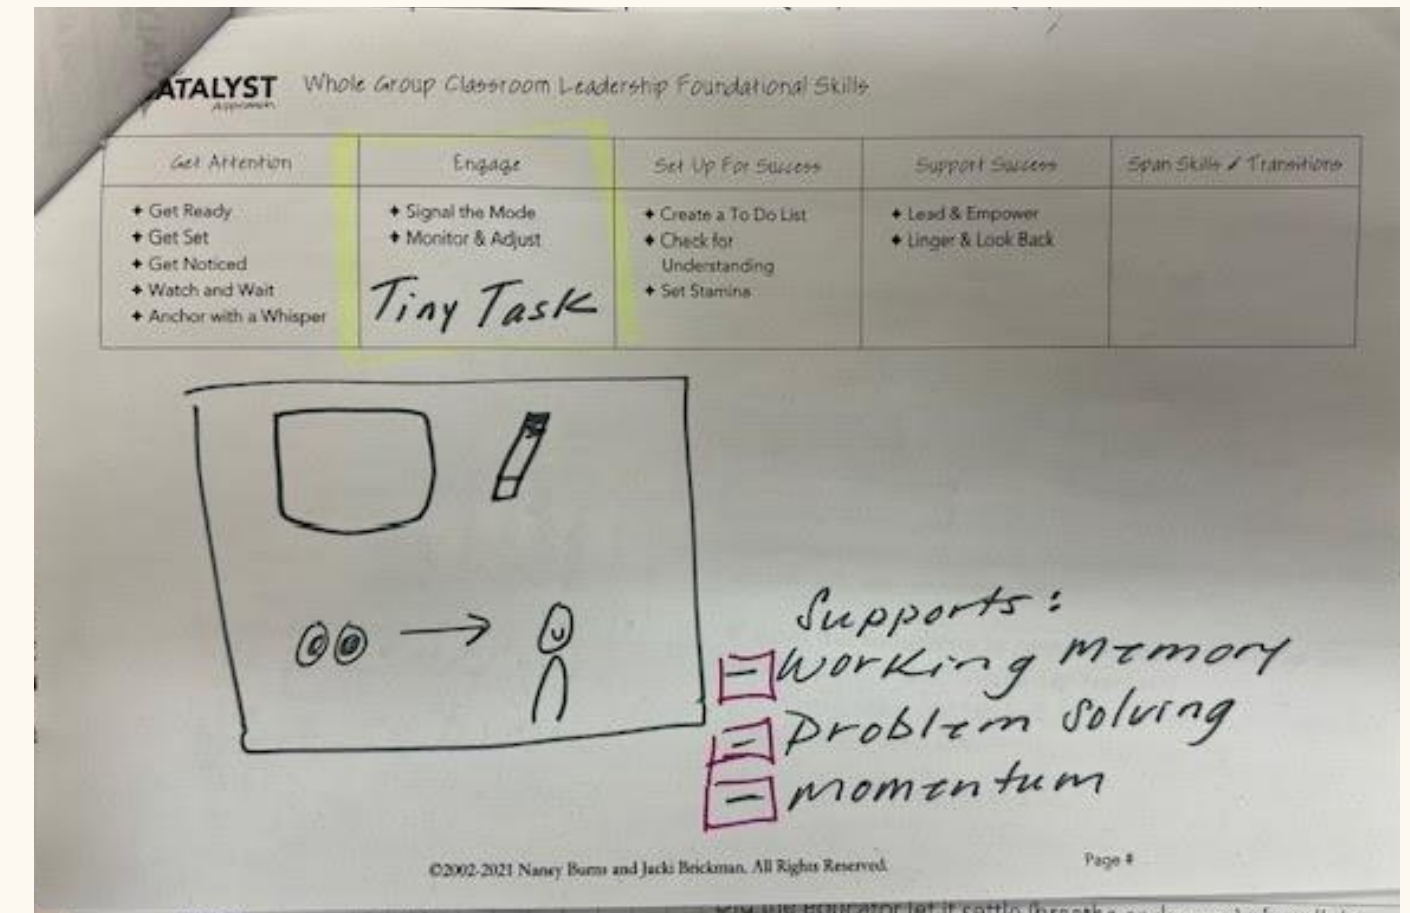 ATALYST Whole Group Classroom Leadership Foundational Skills
Approach
Get Attention
✦ Get Ready
✦ Get Set
✦ Get Noticed
✦ Watch and Wait
✦ Anchor with a Whisper
Engage
✦ Signal the Mode
✦ Monitor & Adjust
Tiny Task
Set Up For Success
✦ Create a To Do List
✦ Check for
Understanding
✦ Set Stamina
Support Success
✦ Lead & Empower
✦ Linger & Look Back
Span Skills / Transitions
Supports:
- Working Memory
- Problem Solving
- Momentum
©2002-2021 Nancy Burns and Jacki Brickman. All Rights Reserved.
Page #